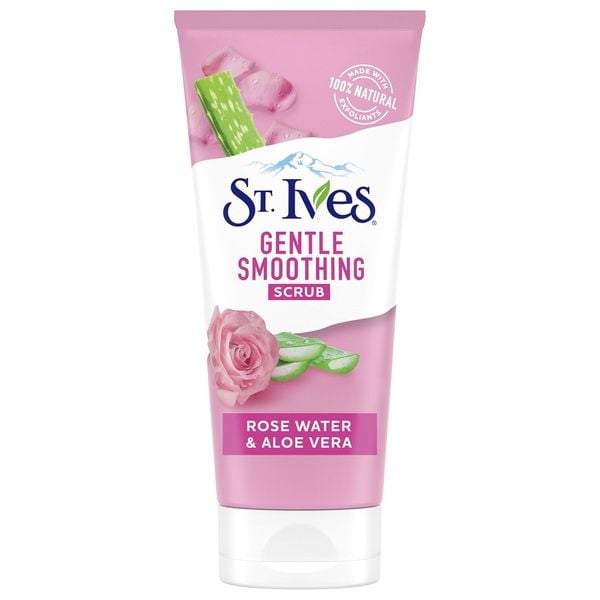 MADE WITH
100% NATURAL
EXFOLIANTS
ST. IVES®
GENTLE
SMOOTHING
SCRUB
ROSE WATER
& ALOE VERA